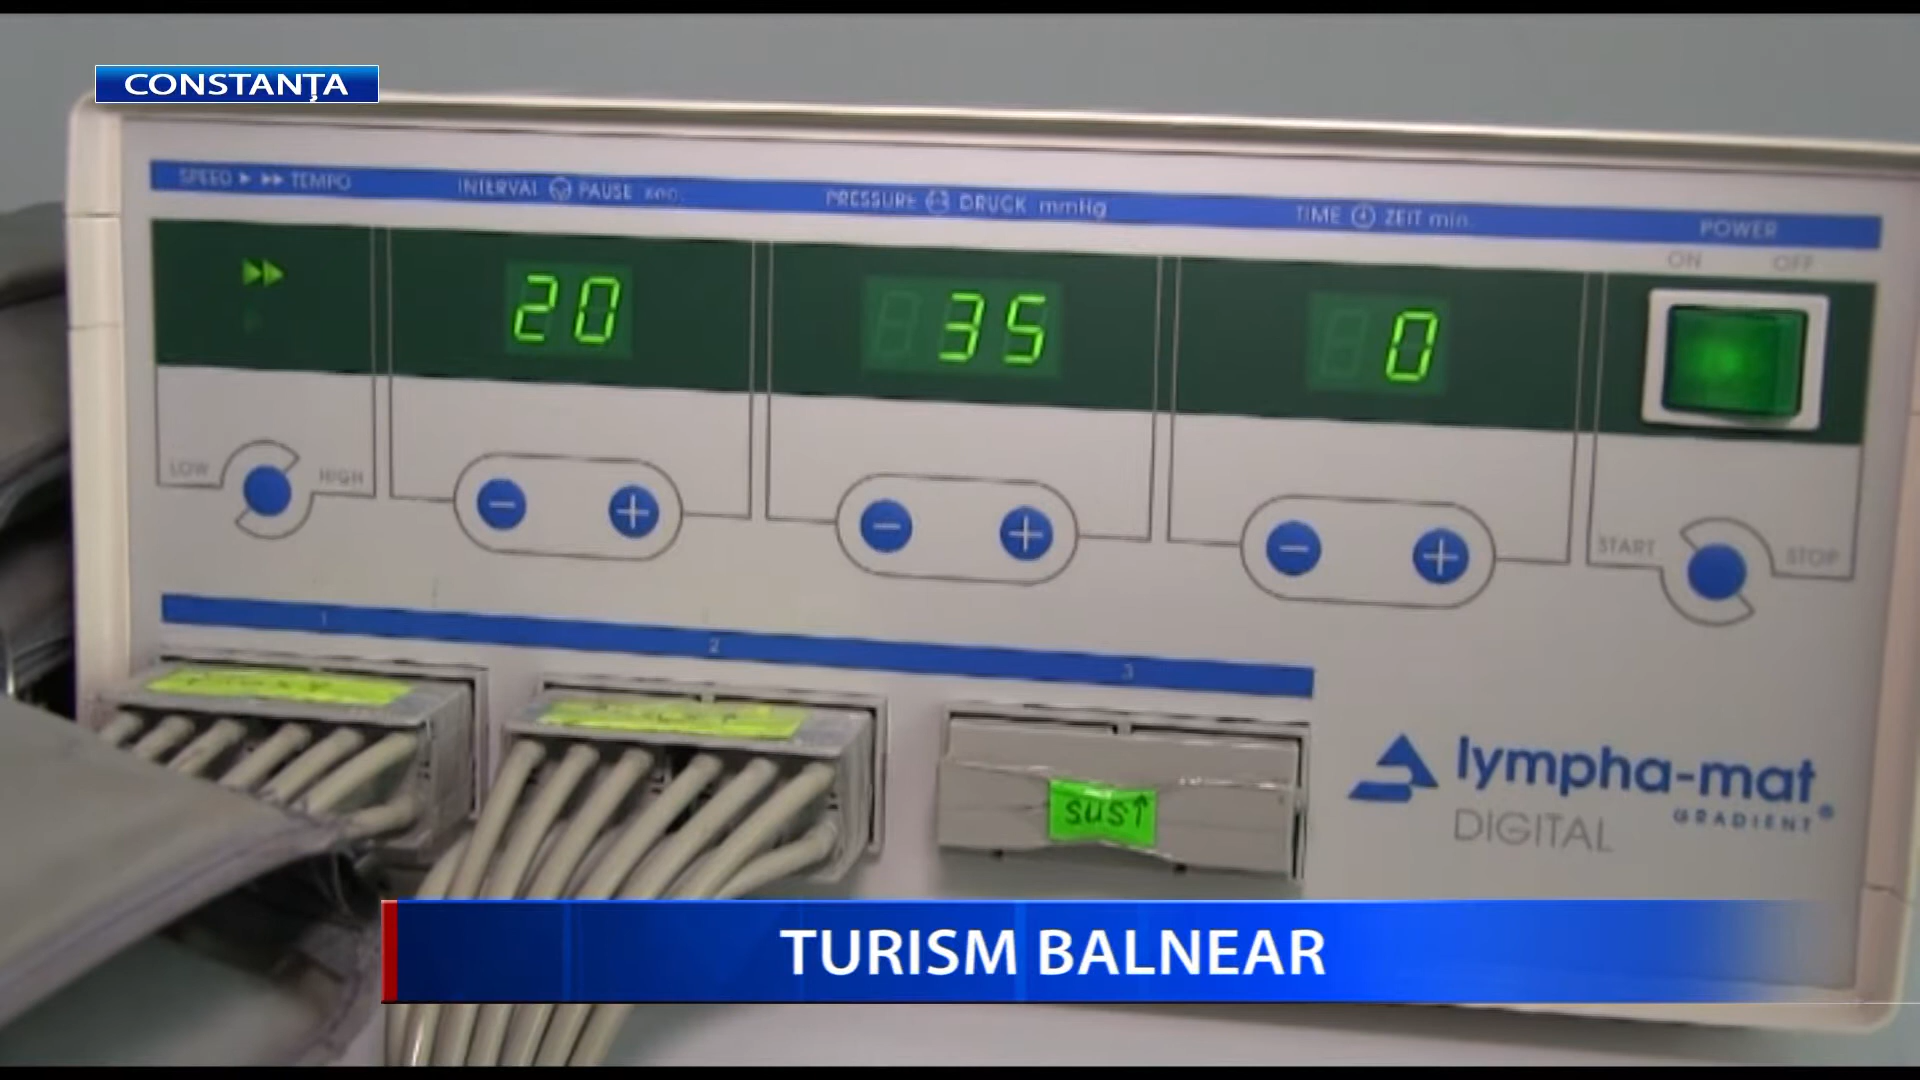 CONSTANŢA
SPEED TEMPO
INTERVAL PAUSE sec.
PRESSURE DRUCK mmHg
TIME ZEIT min.
POWER
ON OFF
20
35
0
LOW HIGH
− +
− +
− +
START STOP
1
2
3
sus↑
lympha-mat®
GRADIENT
DIGITAL
TURISM BALNEAR